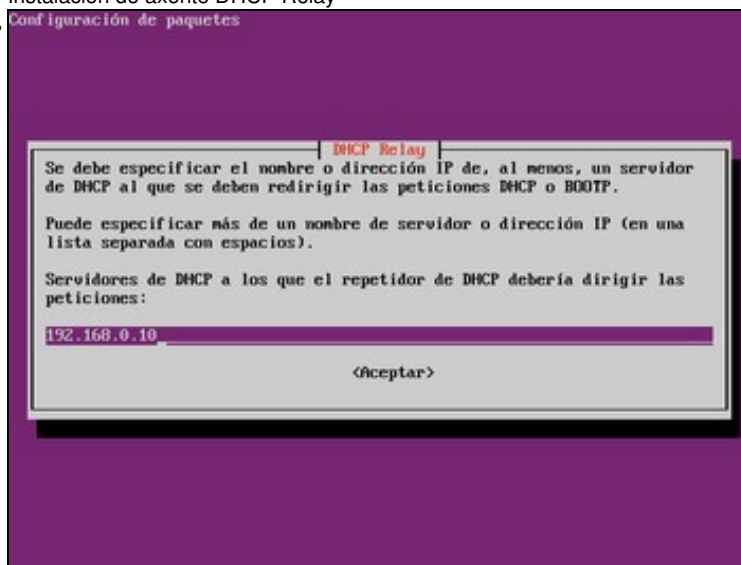 Instalación de axente DHCP Relay
Configuración de paquetes
DHCP Relay
Se debe especificar el nombre o dirección IP de, al menos, un servidor
de DHCP al que se deben redirigir las peticiones DHCP o BOOTP.
Puede especificar más de un nombre de servidor o dirección IP (en una
lista separada con espacios).
Servidores de DHCP a los que el repetidor de DHCP debería dirigir las
peticiones:
192.168.0.10
<Aceptar>